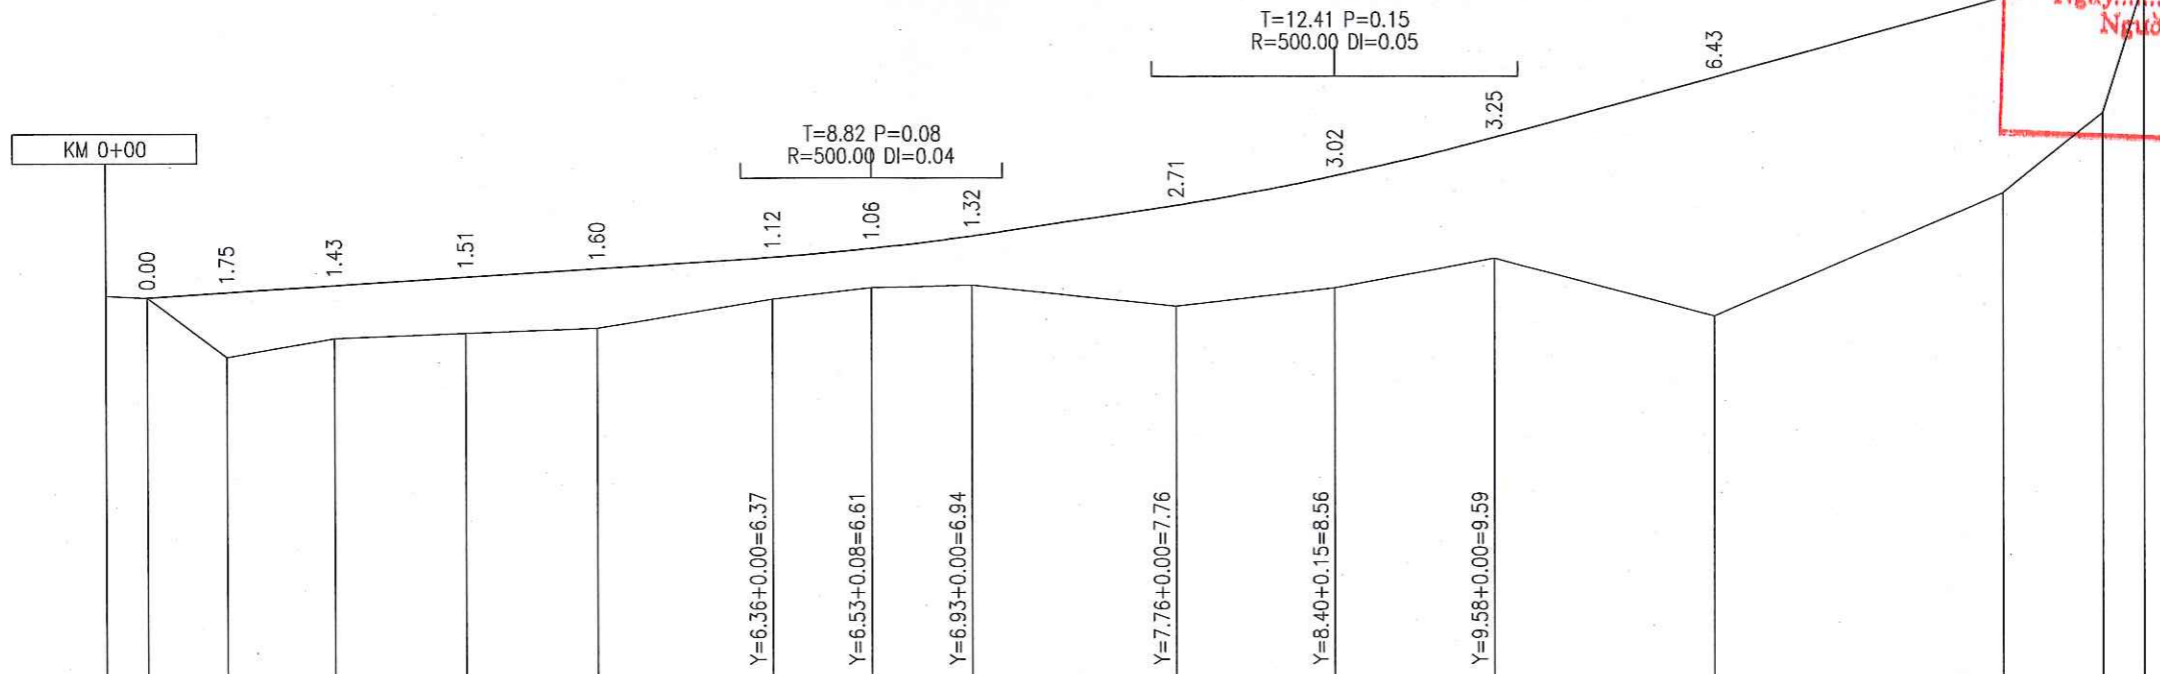 T=12.41 P=0.15
R=500.00 DI=0.05
T=8.82 P=0.08
R=500.00 DI=0.04
KM 0+00
0.00
1.75
1.43
1.51
1.60
1.12
1.06
1.32
2.71
3.02
3.25
6.43
Y=6.36+0.00=6.37
Y=6.53+0.08=6.61
Y=6.93+0.00=6.94
Y=7.76+0.00=7.76
Y=8.40+0.15=8.56
Y=9.58+0.00=9.59